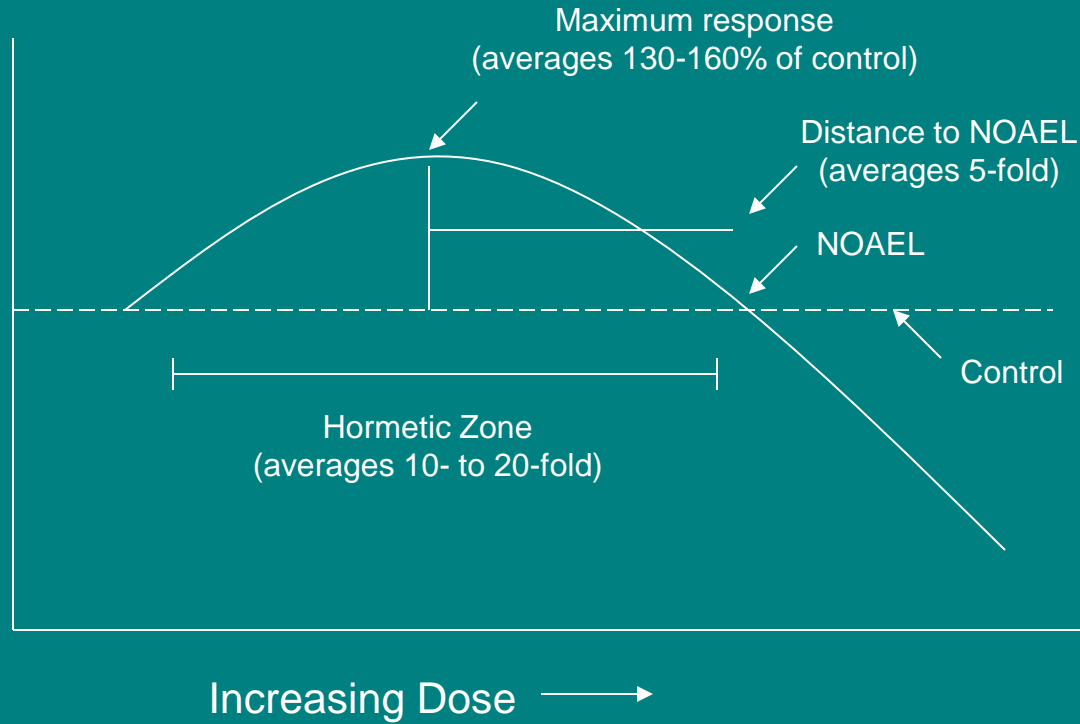 Maximum response
(averages 130-160% of control)
Distance to NOAEL
(averages 5-fold)
NOAEL
Control
Hormetic Zone
(averages 10- to 20-fold)
Increasing Dose